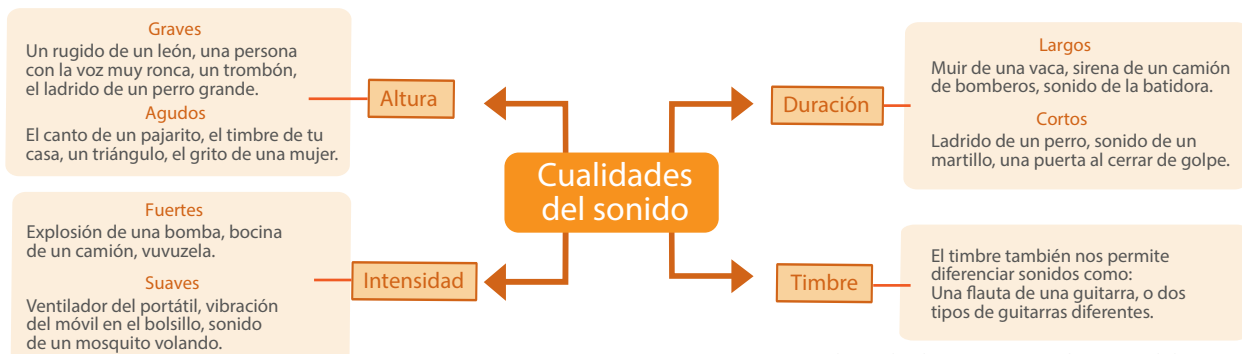 Cualidades
del sonido
Altura
Graves
Un rugido de un león, una persona
con la voz muy ronca, un trombón,
el ladrido de un perro grande.
Agudos
El canto de un pajarito, el timbre de tu
casa, un triángulo, el grito de una mujer.
Intensidad
Fuertes
Explosión de una bomba, bocina
de un camión, vuvuzela.
Suaves
Ventilador del portátil, vibración
del móvil en el bolsillo, sonido
de un mosquito volando.
Duración
Largos
Muir de una vaca, sirena de un camión
de bomberos, sonido de la batidora.
Cortos
Ladrido de un perro, sonido de un
martillo, una puerta al cerrar de golpe.
Timbre
El timbre también nos permite
diferenciar sonidos como:
Una flauta de una guitarra, o dos
tipos de guitarras diferentes.